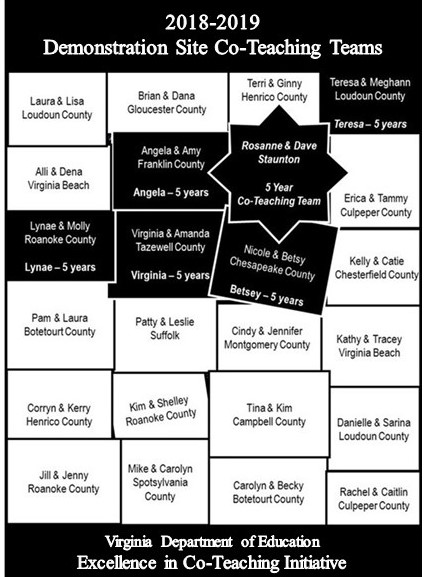 2018-2019
Demonstration Site Co-Teaching Teams
Laura & Lisa
Loudoun County
Brian & Dana
Gloucester County
Terri & Ginny
Henrico County
Teresa & Meghann
Loudoun County
Teresa – 5 years
Alli & Dena
Virginia Beach
Angela & Amy
Franklin County
Angela – 5 years
Rosanne & Dave
Staunton
5 Year
Co-Teaching Team
Erica & Tammy
Culpeper County
Lynae & Molly
Roanoke County
Lynae – 5 years
Virginia & Amanda
Tazewell County
Virginia – 5 years
Nicole & Betsy
Chesapeake County
Betsey – 5 years
Kelly & Catie
Chesterfield County
Pam & Laura
Botetourt County
Patty & Leslie
Suffolk
Cindy & Jennifer
Montgomery County
Kathy & Tracey
Virginia Beach
Corryn & Kerry
Henrico County
Kim & Shelley
Roanoke County
Tina & Kim
Campbell County
Danielle & Sarina
Loudoun County
Jill & Jenny
Roanoke County
Mike & Carolyn
Spotsylvania
County
Carolyn & Becky
Botetourt County
Rachel & Caitlin
Culpeper County
Virginia Department of Education
Excellence in Co-Teaching Initiative